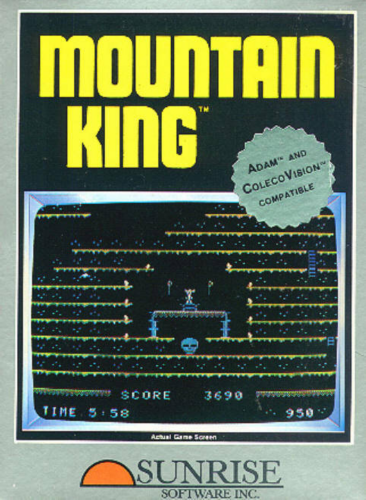 MOUNTAIN
KING™
ADAM™ AND
COLECOVISION™
COMPATIBLE
SCORE 3690
TIME 5:58 950
Actual Game Screen
SUNRISE
SOFTWARE INC.